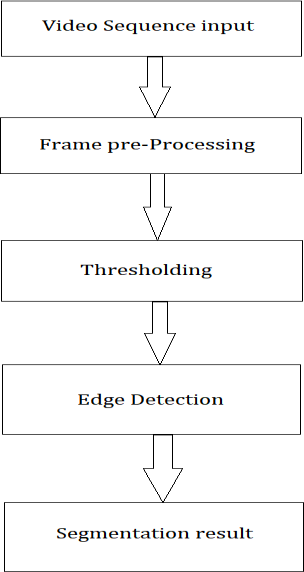 Video Sequence input
Frame pre-Processing
Thresholding
Edge Detection
Segmentation result